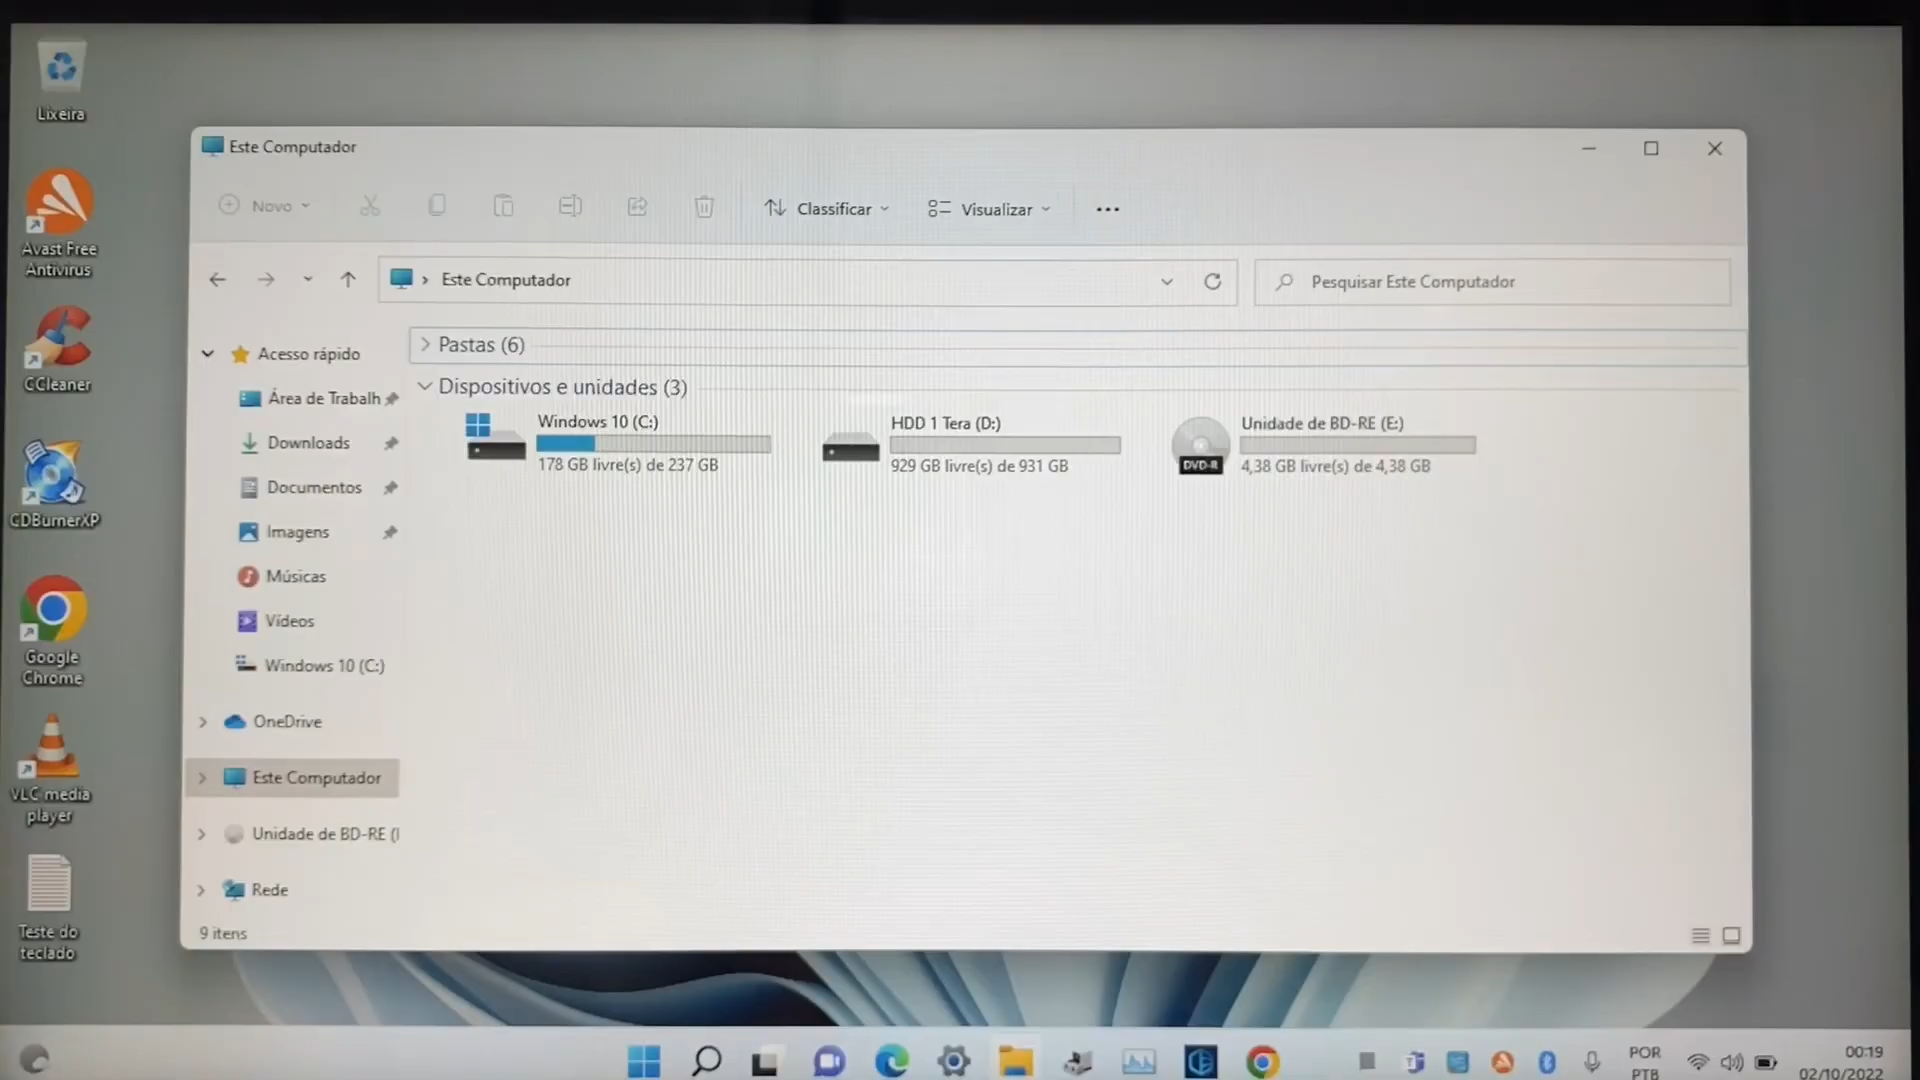 Lixeira
Avast Free
Antivirus
CCleaner
CDBurnerXP
Google
Chrome
VLC media
player
Teste do
teclado
Este Computador
Novo
Classificar
Visualizar
Este Computador
Pesquisar Este Computador
Acesso rápido
Área de Trabalh
Downloads
Documentos
Imagens
Músicas
Vídeos
Windows 10 (C:)
OneDrive
Este Computador
Unidade de BD-RE (
Rede
9 itens
Pastas (6)
Dispositivos e unidades (3)
Windows 10 (C:)
178 GB livre(s) de 237 GB
HDD 1 Tera (D:)
929 GB livre(s) de 931 GB
DVD-R
Unidade de BD-RE (E:)
4,38 GB livre(s) de 4,38 GB
POR
PTB
00:19
02/10/2022